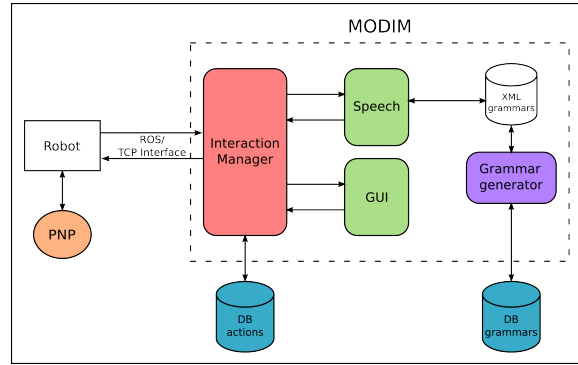 MODIM
Robot
ROS/
TCP Interface
Interaction
Manager
Speech
XML
grammars
GUI
Grammar
generator
PNP
DB
actions
DB
grammars